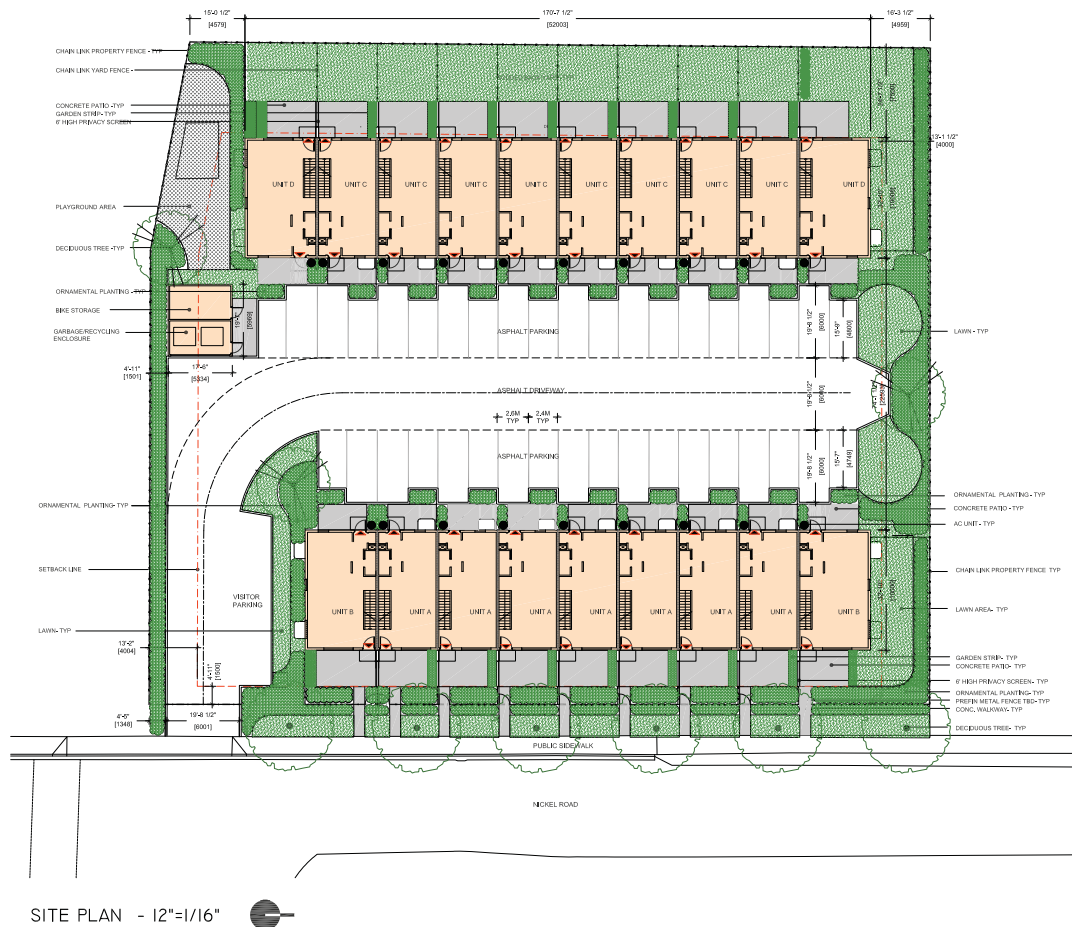 15'-0 1/2"
[4579]
170'-7 1/2"
[52003]
16'-3 1/2"
[4959]
CHAIN LINK PROPERTY FENCE - TYP
CHAIN LINK YARD FENCE
CONCRETE PATIO - TYP
GARDEN STRIP - TYP
6' HIGH PRIVACY SCREEN
13'-1 1/2"
[4000]
UNIT D
UNIT C
UNIT C
UNIT C
UNIT C
UNIT C
UNIT C
UNIT C
UNIT C
UNIT D
PLAYGROUND AREA
DECIDUOUS TREE - TYP
ORNAMENTAL PLANTING - TYP
BIKE STORAGE
GARBAGE/RECYCLING
ENCLOSURE
[5969]
4'-11"
[1501]
17'-6"
[5334]
ASPHALT PARKING
19'-8 1/2"
[6000]
15'-9"
[4800]
LAWN - TYP
ASPHALT DRIVEWAY
19'-8 1/2"
[6000]
2,6M
TYP
2,4M
TYP
ASPHALT PARKING
19'-8 1/2"
[6000]
15'-7"
[4749]
ORNAMENTAL PLANTING - TYP
ORNAMENTAL PLANTING - TYP
CONCRETE PATIO - TYP
AC UNIT - TYP
SETBACK LINE
CHAIN LINK PROPERTY FENCE TYP
VISITOR
PARKING
UNIT B
UNIT A
UNIT A
UNIT A
UNIT A
UNIT A
UNIT A
UNIT A
UNIT B
[10000]
LAWN AREA - TYP
LAWN - TYP
13'-2"
[4004]
4'-11"
[1500]
GARDEN STRIP - TYP
CONCRETE PATIO - TYP
6' HIGH PRIVACY SCREEN - TYP
ORNAMENTAL PLANTING - TYP
PREFIN METAL FENCE TBD - TYP
CONC. WALKWAY - TYP
DECIDUOUS TREE - TYP
4'-5"
[1348]
19'-8 1/2"
[6001]
PUBLIC SIDEWALK
NICKEL ROAD
SITE PLAN - 12"=1/16"